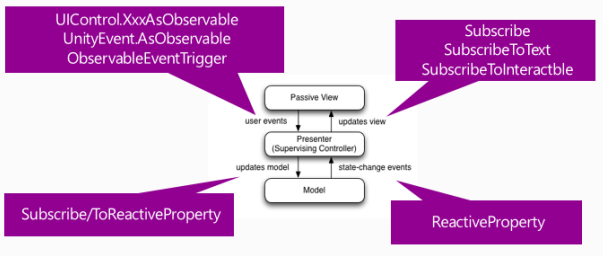 UIControl.XxxAsObservable
UnityEvent.AsObservable
ObservableEventTrigger
Subscribe
SubscribeToText
SubscribeToInteractble
Passive View
user events
updates view
Presenter
(Supervising Controller)
updates model
state-change events
Model
Subscribe/ToReactiveProperty
ReactiveProperty